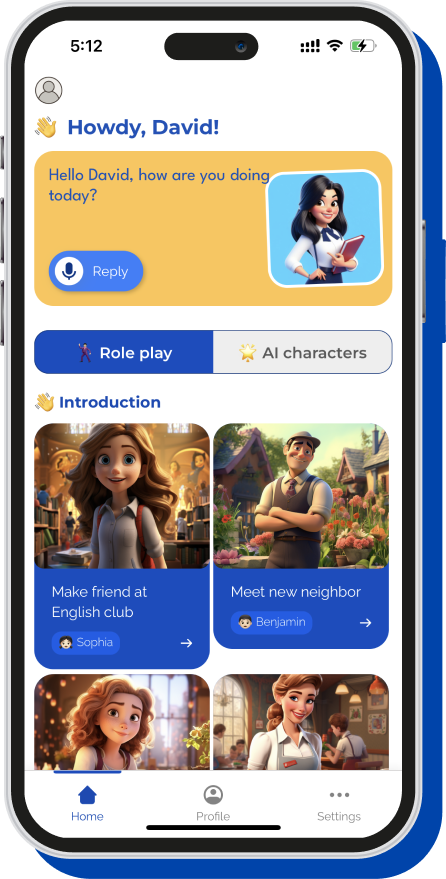 5:12
👋 Howdy, David!
Hello David, how are you doing
today?
Reply
Role play
🌟 AI characters
👋 Introduction
Make friend at
English club
Sophia
Meet new neighbor
Benjamin
Home
Profile
Settings